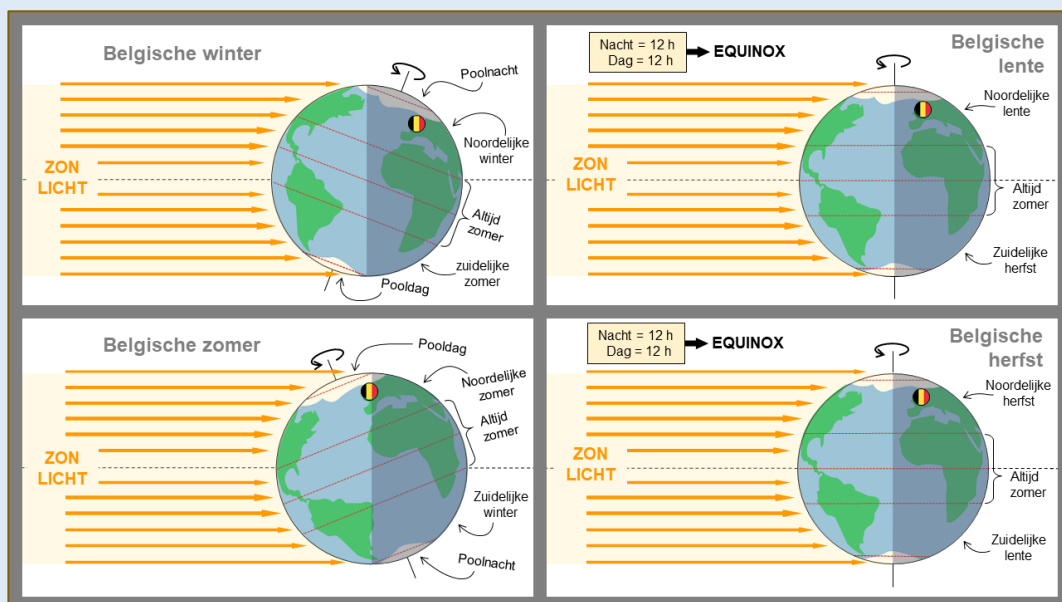 Belgische winter
Poolnacht
Noordelijke
winter
ZON
LICHT
Altijd
zomer
zuidelijke
zomer
Pooldag
Nacht = 12 h
Dag = 12 h
EQUINOX
Belgische
lente
Noordelijke
lente
ZON
LICHT
Altijd
zomer
Zuidelijke
herfst
Belgische zomer
Pooldag
Noordelijke
zomer
Altijd
zomer
ZON
LICHT
Zuidelijke
winter
Poolnacht
Nacht = 12 h
Dag = 12 h
EQUINOX
Belgische
herfst
Noordelijke
herfst
ZON
LICHT
Altijd
zomer
Zuidelijke
lente